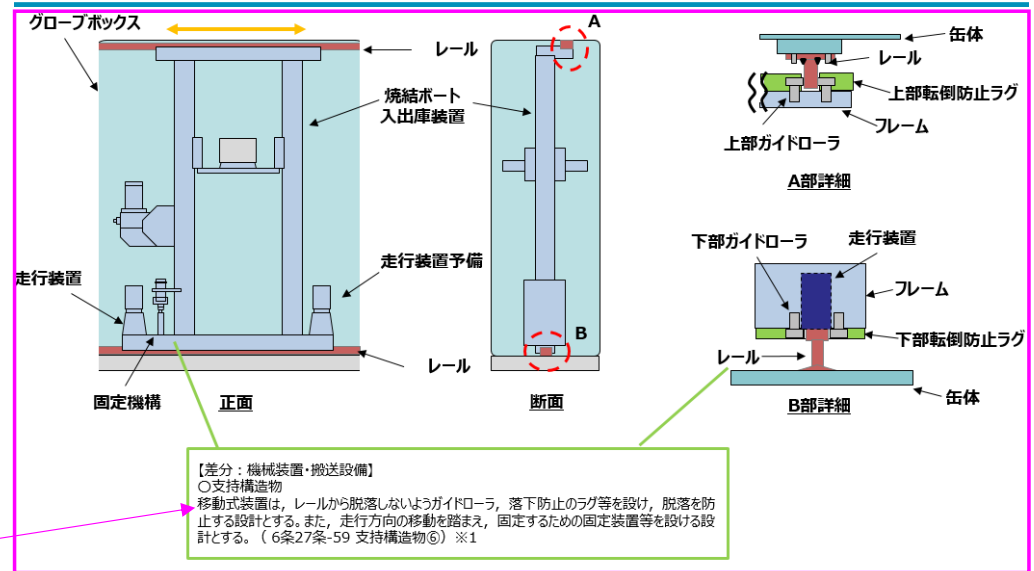 グローブボックス
A
レール
缶体
レール
焼結ボート
入出庫装置
上部転倒防止ラグ
フレーム
上部ガイドローラ
A部詳細
下部ガイドローラ
走行装置
走行装置予備
走行装置
フレーム
B
下部転倒防止ラグ
レール
レール
固定機構
正面
断面
缶体
B部詳細
【差分：機械装置・搬送設備】
○支持構造物
移動式装置は，レールから脱落しないようガイドローラ，落下防止のラグ等を設け，脱落を防
止する設計とする。また，走行方向の移動を踏まえ，固定するための固定装置等を設ける設
計とする。（ 6条27条-59 支持構造物⑥）※1